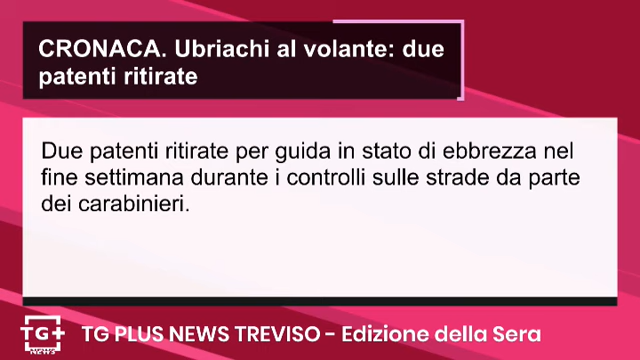 CRONACA. Ubriachi al volante: due
patenti ritirate
Due patenti ritirate per guida in stato di ebbrezza nel
fine settimana durante i controlli sulle strade da parte
dei carabinieri.
TG+
NEWS
TG PLUS NEWS TREVISO - Edizione della Sera